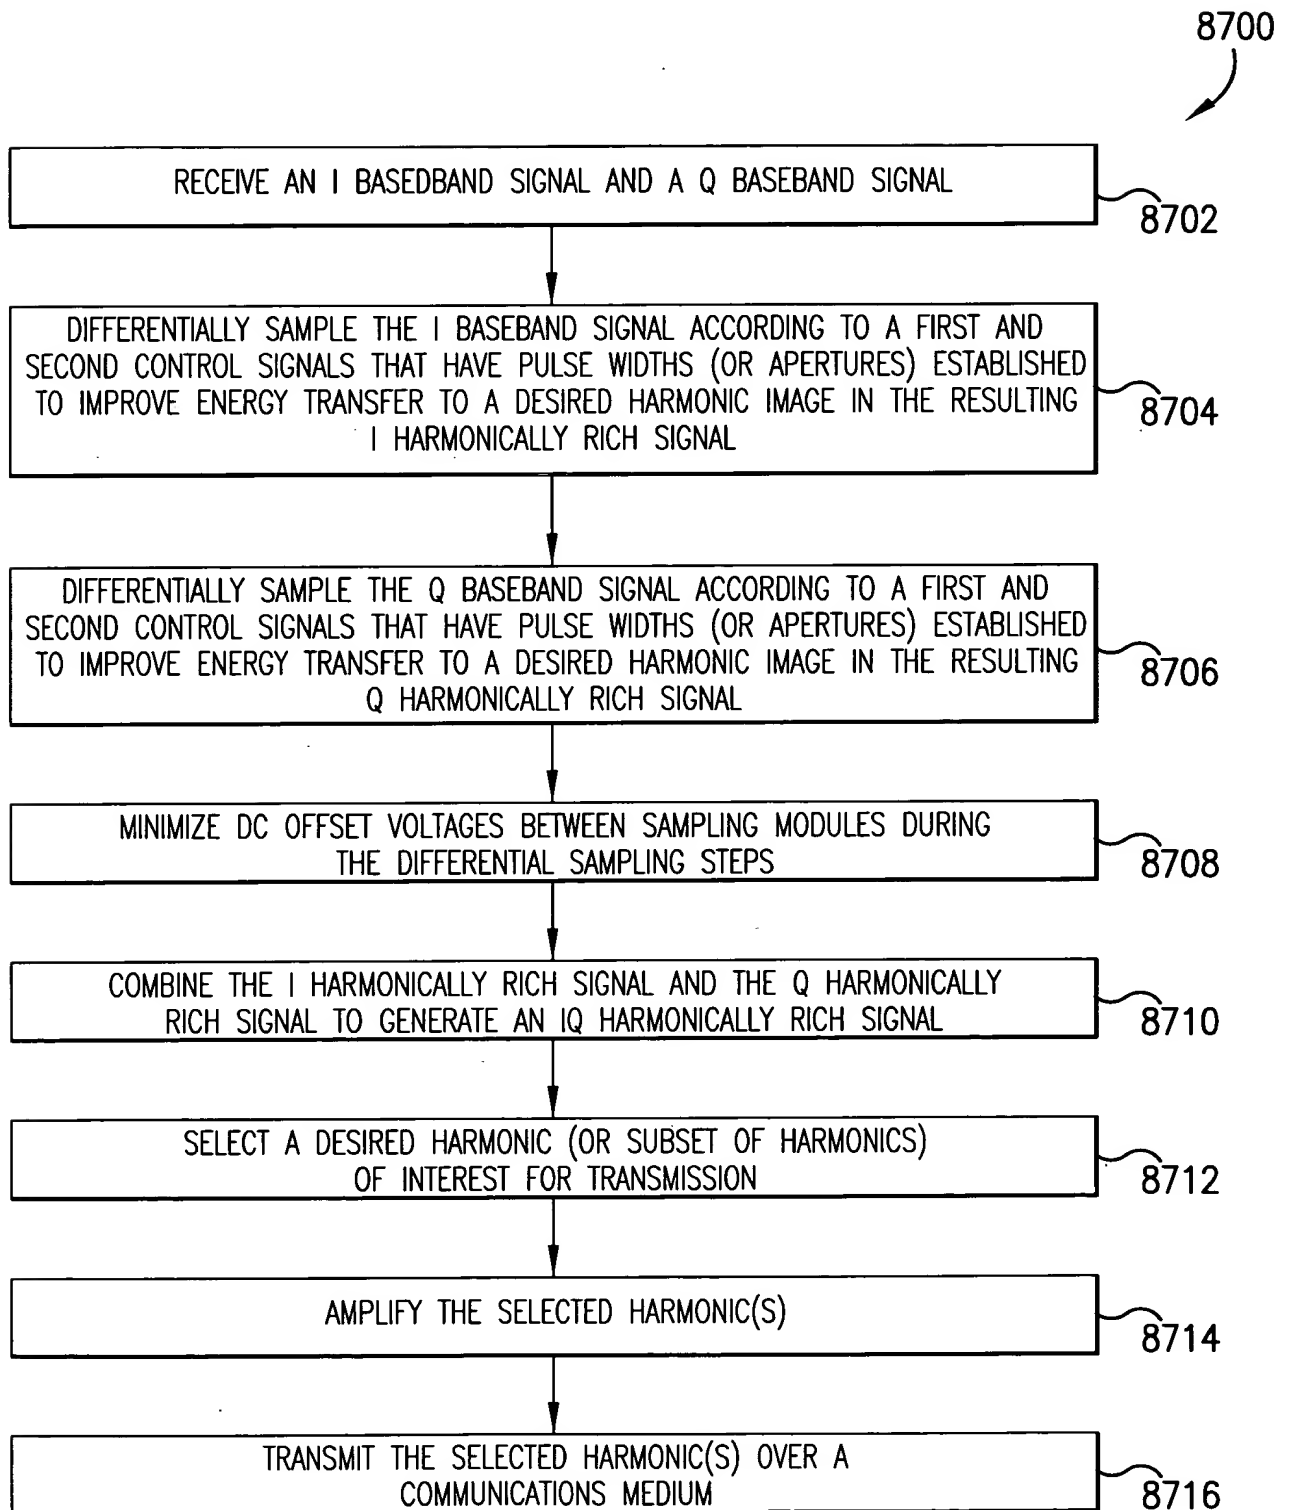 8700
RECEIVE AN I BASEDBAND SIGNAL AND A Q BASEBAND SIGNAL
8702
DIFFERENTIALLY SAMPLE THE I BASEBAND SIGNAL ACCORDING TO A FIRST AND
SECOND CONTROL SIGNALS THAT HAVE PULSE WIDTHS (OR APERTURES) ESTABLISHED
TO IMPROVE ENERGY TRANSFER TO A DESIRED HARMONIC IMAGE IN THE RESULTING
I HARMONICALLY RICH SIGNAL
8704
DIFFERENTIALLY SAMPLE THE Q BASEBAND SIGNAL ACCORDING TO A FIRST AND
SECOND CONTROL SIGNALS THAT HAVE PULSE WIDTHS (OR APERTURES) ESTABLISHED
TO IMPROVE ENERGY TRANSFER TO A DESIRED HARMONIC IMAGE IN THE RESULTING
Q HARMONICALLY RICH SIGNAL
8706
MINIMIZE DC OFFSET VOLTAGES BETWEEN SAMPLING MODULES DURING
THE DIFFERENTIAL SAMPLING STEPS
8708
COMBINE THE I HARMONICALLY RICH SIGNAL AND THE Q HARMONICALLY
RICH SIGNAL TO GENERATE AN IQ HARMONICALLY RICH SIGNAL
8710
SELECT A DESIRED HARMONIC (OR SUBSET OF HARMONICS)
OF INTEREST FOR TRANSMISSION
8712
AMPLIFY THE SELECTED HARMONIC(S)
8714
TRANSMIT THE SELECTED HARMONIC(S) OVER A
COMMUNICATIONS MEDIUM
8716